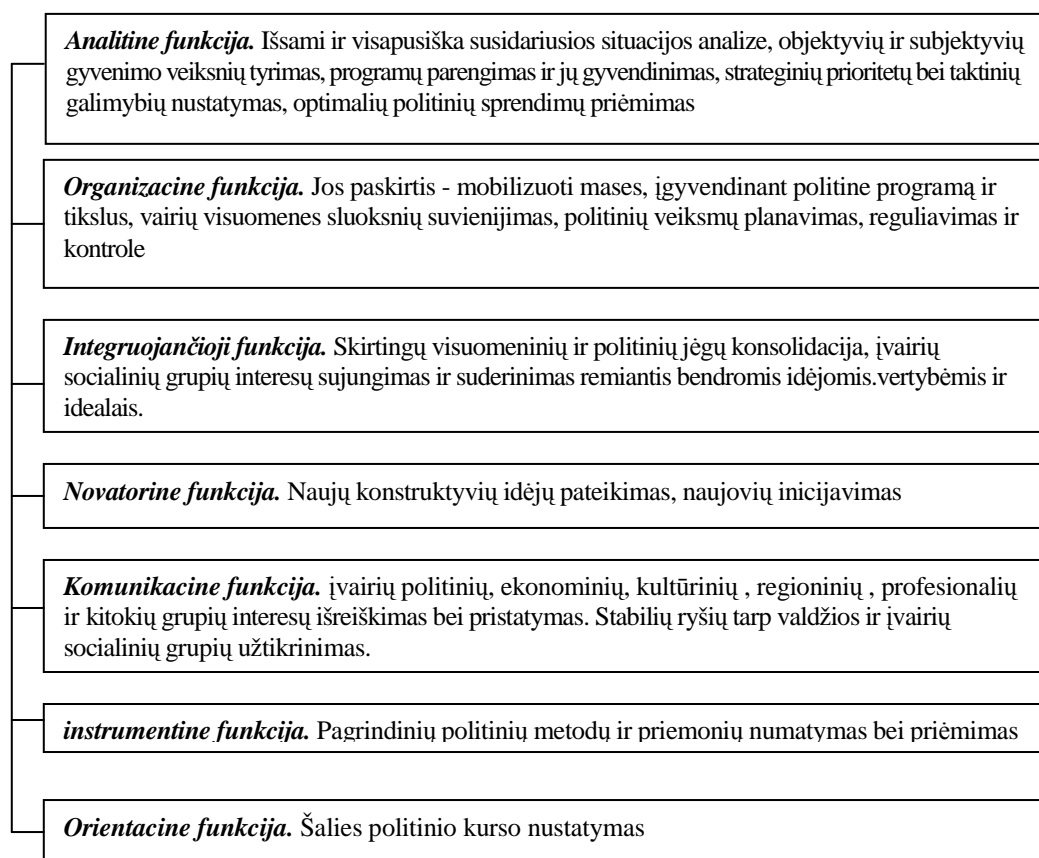 Analitine funkcija. Išsami ir visapusiška susidariusios situacijos analize, objektyvių ir subjektyvių
gyvenimo veiksnių tyrimas, programų parengimas ir jų gyvendinimas, strateginių prioritetų bei taktinių
galimybių nustatymas, optimalių politinių sprendimų priėmimas
Organizacine funkcija. Jos paskirtis - mobilizuoti mases, įgyvendinant politine programą ir
tikslus, vairių visuomenes sluoksnių suvienijimas, politinių veiksmų planavimas, reguliavimas ir
kontrole
Integruojančioji funkcija. Skirtingų visuomeninių ir politinių jėgų konsolidacija, įvairių
socialinių grupių interesų sujungimas ir suderinimas remiantis bendromis idėjomis.vertybėmis ir
idealais.
Novatorine funkcija. Naujų konstruktyvių idėjų pateikimas, naujovių inicijavimas
Komunikacine funkcija. įvairių politinių, ekonominių, kultūrinių , regioninių , profesionalių
ir kitokių grupių interesų išreiškimas bei pristatymas. Stabilių ryšių tarp valdžios ir įvairių
socialinių grupių užtikrinimas.
instrumentine funkcija. Pagrindinių politinių metodų ir priemonių numatymas bei priėmimas
Orientacine funkcija. Šalies politinio kurso nustatymas